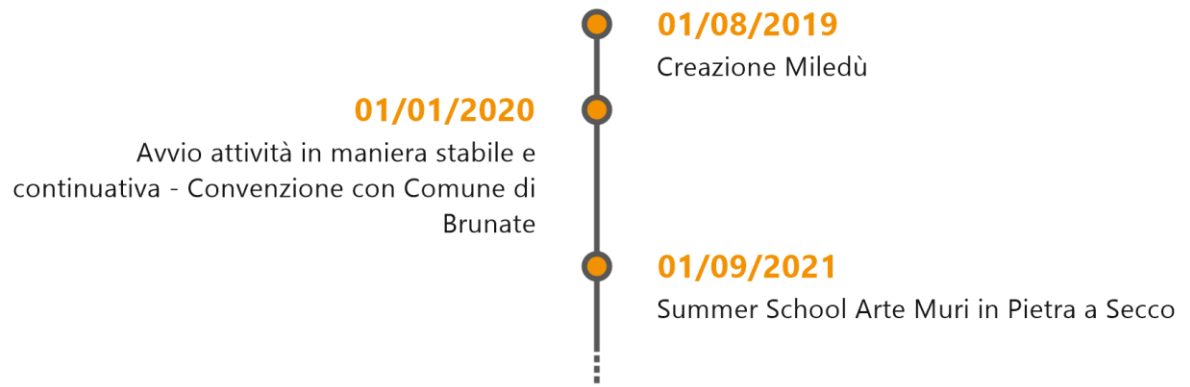 01/08/2019
Creazione Miledù
01/01/2020
Avvio attività in maniera stabile e
continuativa - Convenzione con Comune di
Brunate
01/09/2021
Summer School Arte Muri in Pietra a Secco